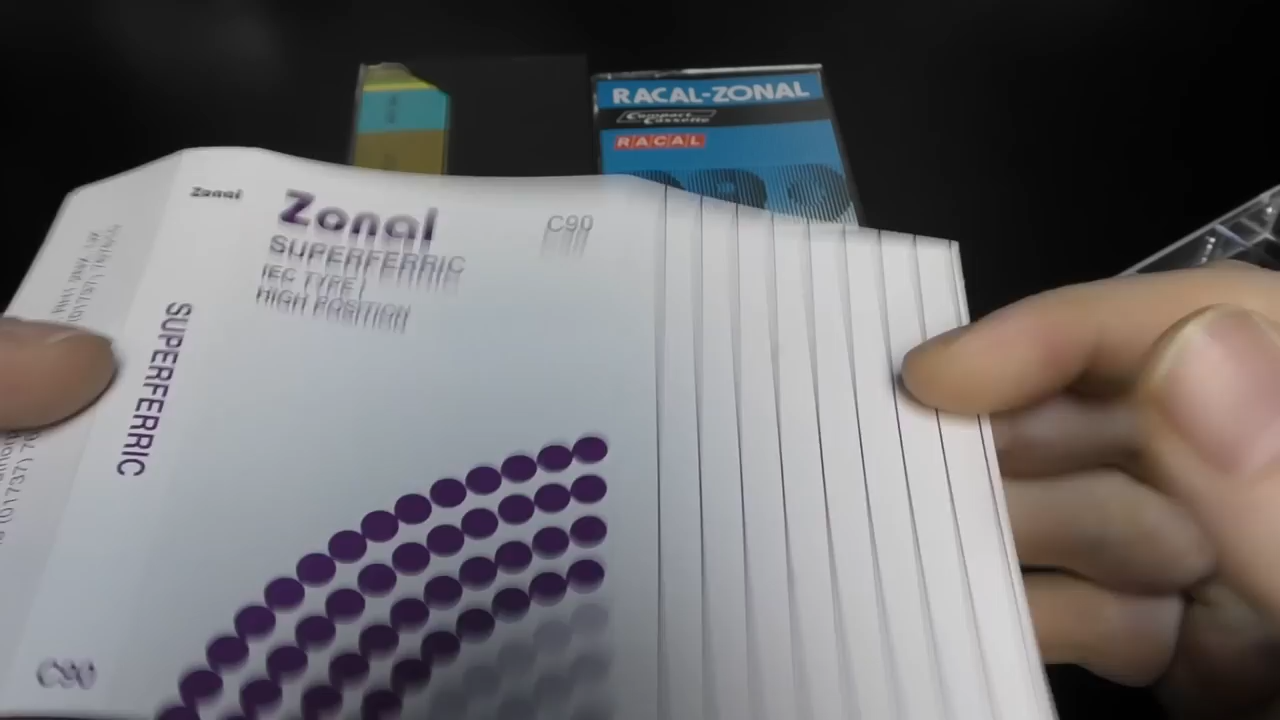 RACAL-ZONAL
Compact
Cassette
RACAL
Zonal
Zonal
SUPERFERRIC
IEC TYPE I
HIGH POSITION
C90
SUPERFERRIC
C90